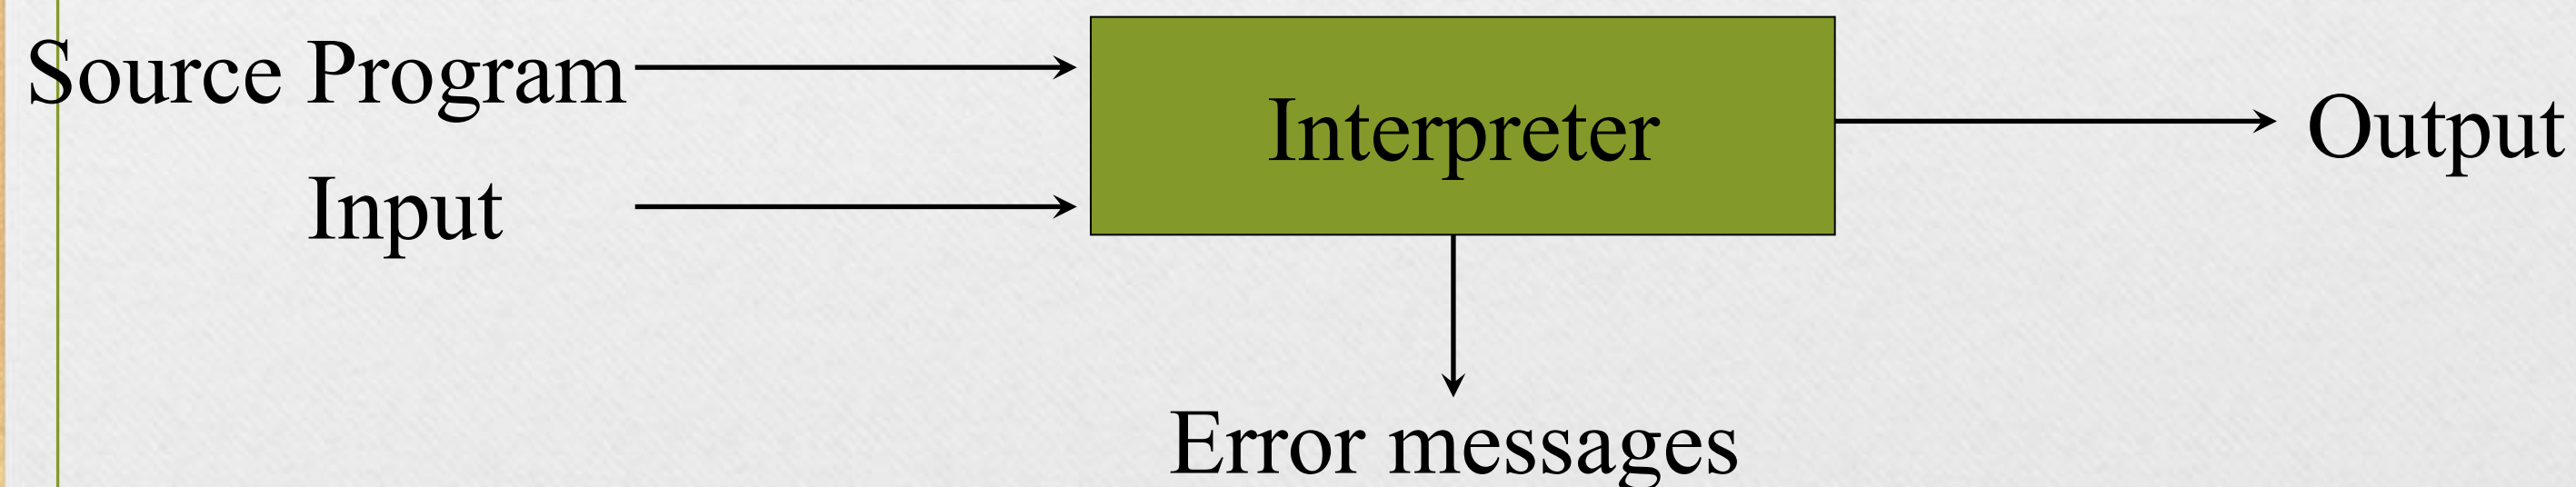 Source Program
Input
Interpreter
Output
Error messages